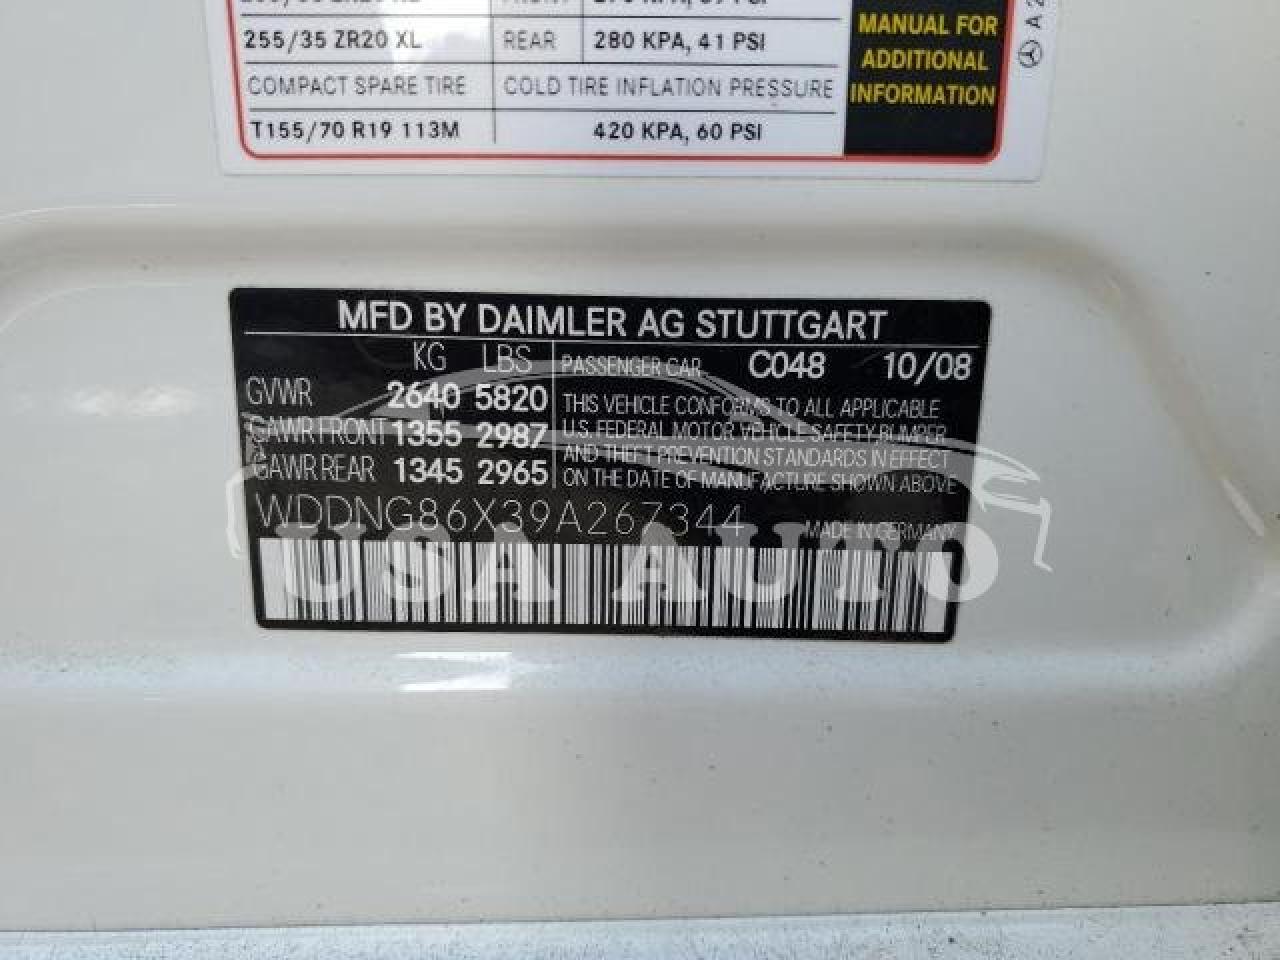 255/35 ZR20 XL REAR 280 KPA, 41 PSI
COMPACT SPARE TIRE COLD TIRE INFLATION PRESSURE
T155/70 R19 113M 420 KPA, 60 PSI
MANUAL FOR
ADDITIONAL
INFORMATION
MFD BY DAIMLER AG STUTTGART
KG LBS PASSENGER CAR C048 10/08
GVWR 2640 5820
GAWR FRONT 1355 2987
GAWR REAR 1345 2965
THIS VEHICLE CONFORMS TO ALL APPLICABLE
U.S. FEDERAL MOTOR VEHICLE SAFETY, BUMPER
AND THEFT PREVENTION STANDARDS IN EFFECT
ON THE DATE OF MANUFACTURE SHOWN ABOVE
WDDNG86X39A267344 MADE IN GERMANY
USA AUTO